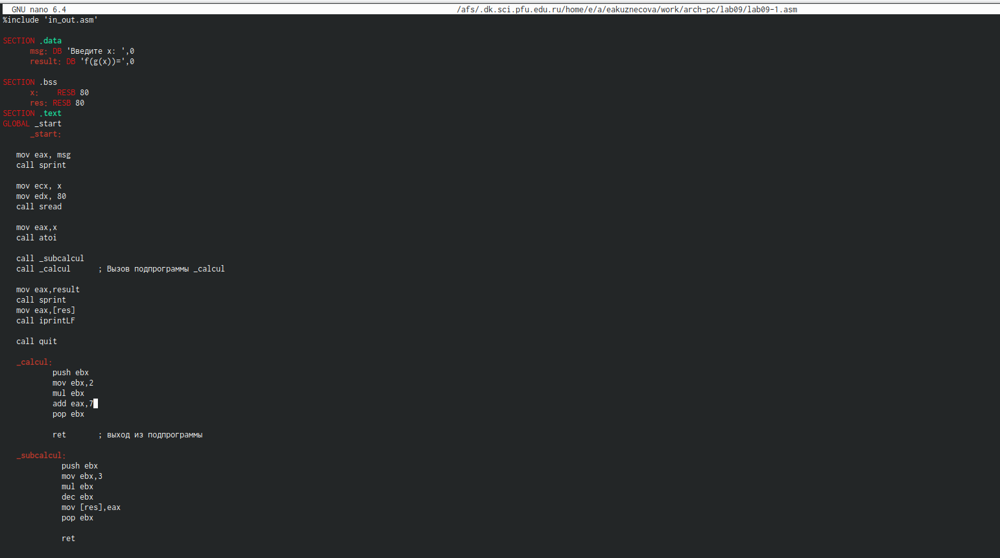 GNU nano 6.4 /afs/.dk.sci.pfu.edu.ru/home/e/a/eakuznecova/work/arch-pc/lab09/lab09-1.asm
%include 'in_out.asm'
SECTION .data
msg: DB 'Введите x: ',0
result: DB 'f(g(x))=',0
SECTION .bss
x: RESB 80
res: RESB 80
SECTION .text
GLOBAL _start
_start:
mov eax, msg
call sprint
mov ecx, x
mov edx, 80
call sread
mov eax,x
call atoi
call _subcalcul
call _calcul ; Вызов подпрограммы _calcul
mov eax,result
call sprint
mov eax,[res]
call iprintLF
call quit
_calcul:
push ebx
mov ebx,2
mul ebx
add eax,7
pop ebx
ret ; выход из подпрограммы
_subcalcul:
push ebx
mov ebx,3
mul ebx
dec ebx
mov [res],eax
pop ebx
ret